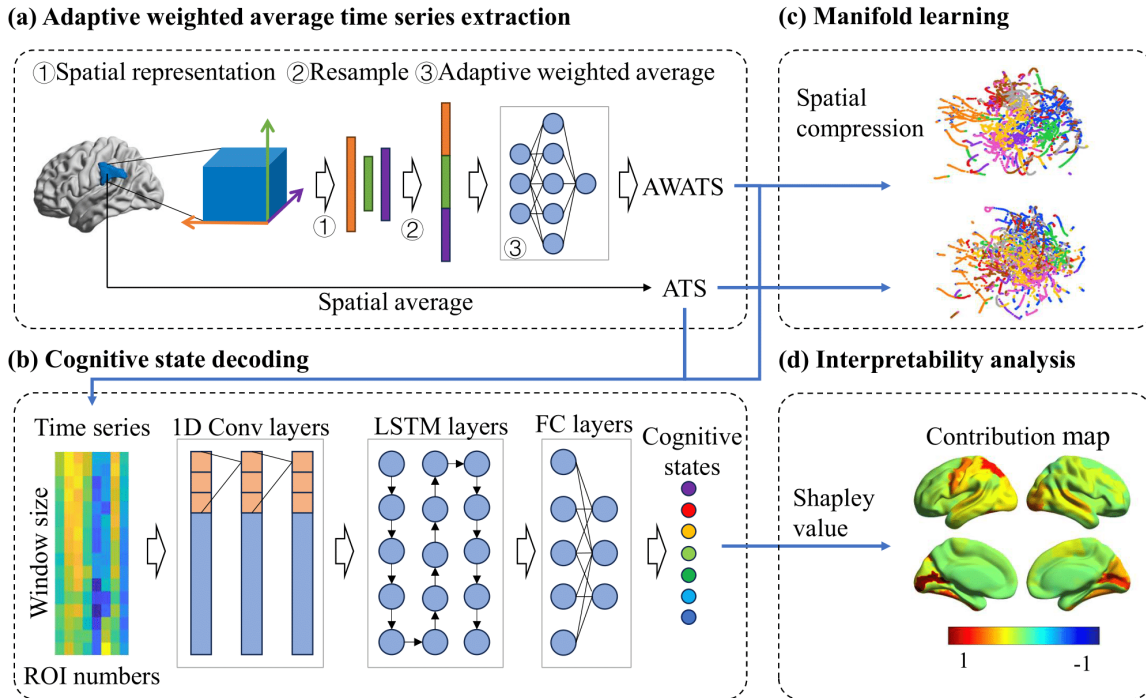 (a) Adaptive weighted average time series extraction
①Spatial representation ②Resample ③Adaptive weighted average
①
②
③
AWATS
Spatial average
ATS
(c) Manifold learning
Spatial
compression
(b) Cognitive state decoding
Time series
Window size
ROI numbers
1D Conv layers
LSTM layers
FC layers
Cognitive
states
(d) Interpretability analysis
Contribution map
Shapley
value
1
-1